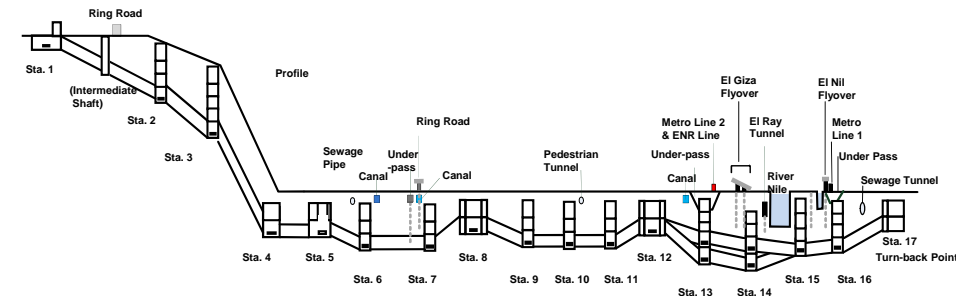 Ring Road
Sta. 1
(Intermediate
Shaft)
Sta. 2
Sta. 3
Profile
Sta. 4
Sta. 5
Sewage
Pipe
Canal
Under
-pass
Ring Road
Canal
Sta. 6
Sta. 7
Sta. 8
Pedestrian
Tunnel
Sta. 9
Sta. 10
Sta. 11
Sta. 12
Metro Line 2
& ENR Line
Under-pass
Canal
El Giza
Flyover
El Ray
Tunnel
River
Nile
El Nil
Flyover
Metro
Line 1
Under Pass
Sewage Tunnel
Sta. 13
Sta. 14
Sta. 15
Sta. 16
Sta. 17
Turn-back Point